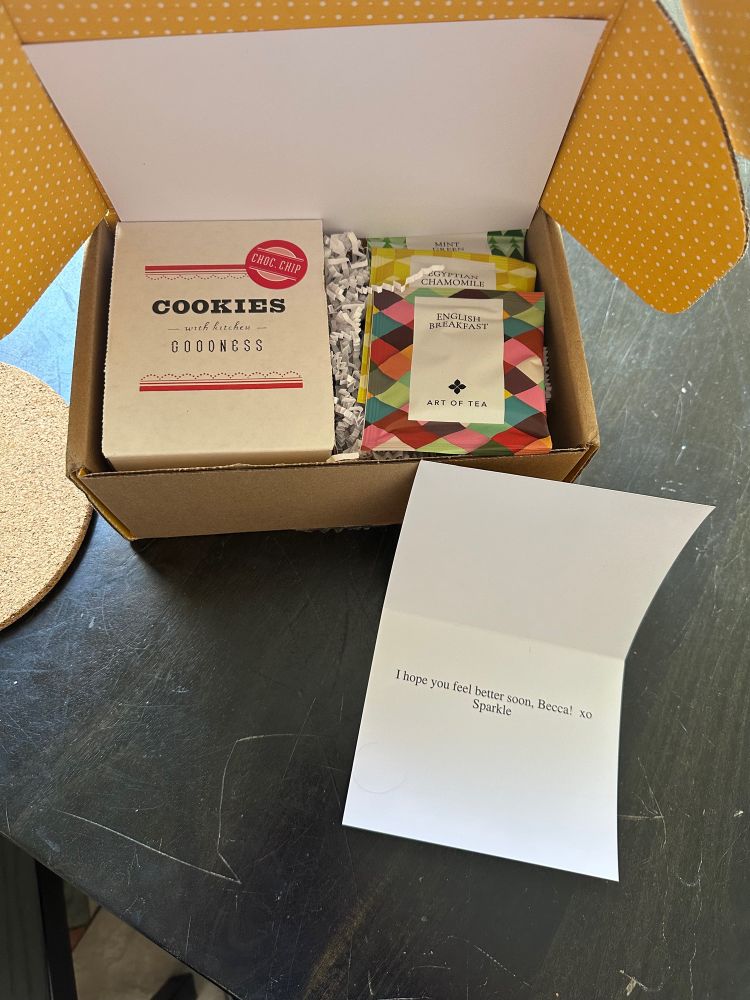 CHOC. CHIP
COOKIES
with kitchen
GOOONESS
MINT
GREEN
EGYPTIAN
CHAMOMILE
ENGLISH
BREAKFAST
ART OF TEA
I hope you feel better soon, Becca! xo
Sparkle